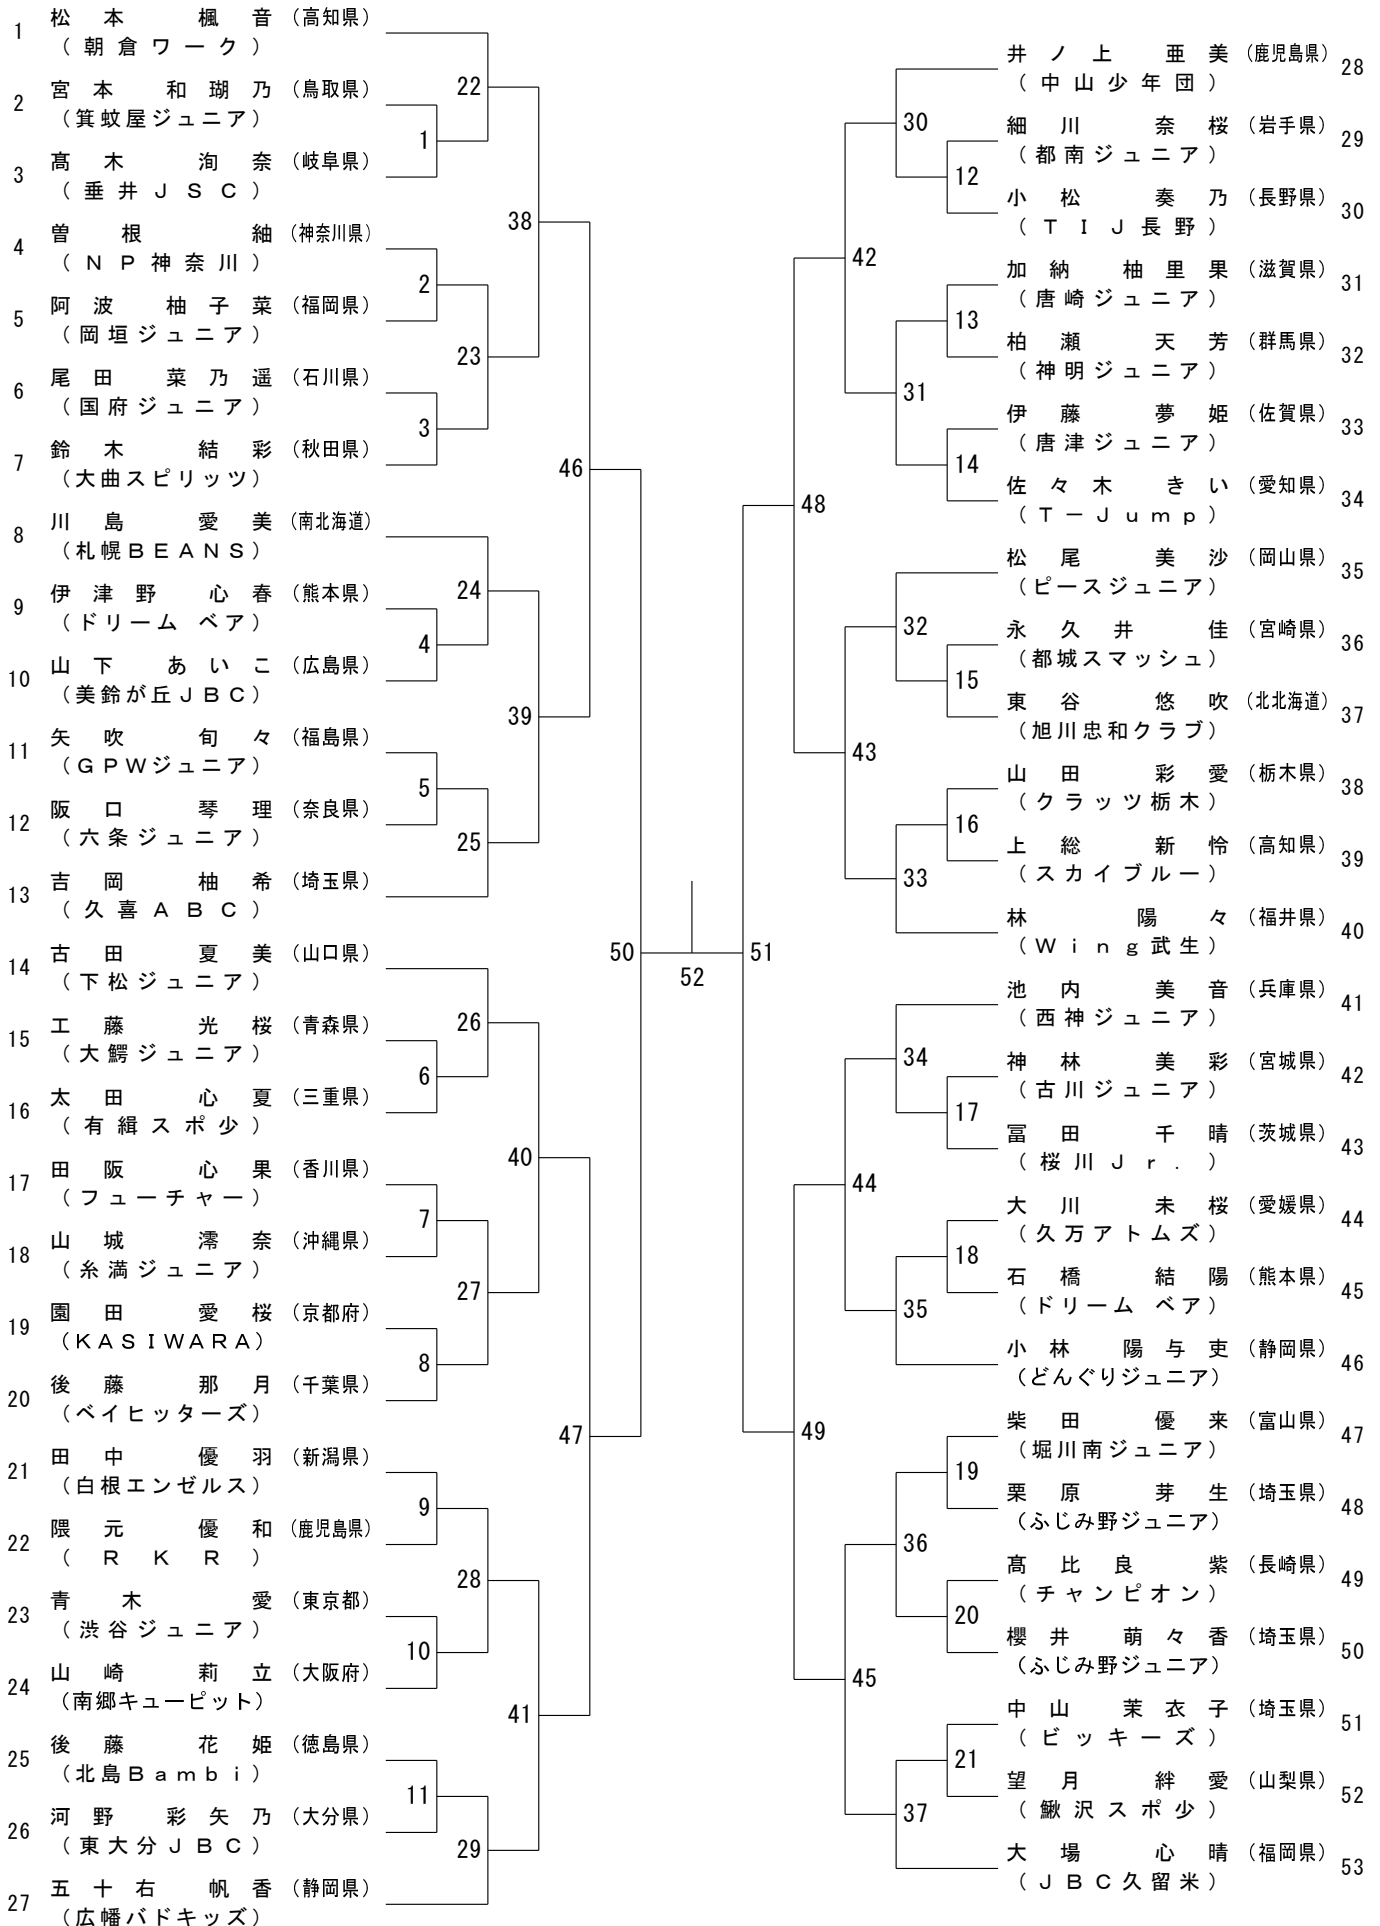 1 松本 楓音 (高知県)
(朝倉ワーク)
2 宮本 和瑚乃 (鳥取県)
(箕蚊屋ジュニア)
3 髙木 洵奈 (岐阜県)
(垂井JSC)
4 曽根 紬 (神奈川県)
(NP神奈川)
5 阿波 柚子菜 (福岡県)
(岡垣ジュニア)
6 尾田 菜乃遥 (石川県)
(国府ジュニア)
7 鈴木 結彩 (秋田県)
(大曲スピリッツ)
8 川島 愛美 (南北海道)
(札幌BEANS)
9 伊津野 心春 (熊本県)
(ドリーム ベア)
10 山下 あいこ (広島県)
(美鈴が丘JBC)
11 矢吹 旬々 (福島県)
(GPWジュニア)
12 阪口 琴理 (奈良県)
(六条ジュニア)
13 吉岡 柚希 (埼玉県)
(久喜ABC)
14 古田 夏美 (山口県)
(下松ジュニア)
15 工藤 光桜 (青森県)
(大鰐ジュニア)
16 太田 心夏 (三重県)
(有緝スポ少)
17 田阪 心果 (香川県)
(フューチャー)
18 山城 澪奈 (沖縄県)
(糸満ジュニア)
19 園田 愛桜 (京都府)
(KASIWARA)
20 後藤 那月 (千葉県)
(ベイヒッターズ)
21 田中 優羽 (新潟県)
(白根エンゼルス)
22 隈元 優和 (鹿児島県)
(RKR)
23 青木 愛 (東京都)
(渋谷ジュニア)
24 山崎 莉立 (大阪府)
(南郷キューピット)
25 後藤 花姫 (徳島県)
(北島Bambi)
26 河野 彩矢乃 (大分県)
(東大分JBC)
27 五十右 帆香 (静岡県)
(広幡バドキッズ)
1
2
3
4
5
6
7
8
9
10
11
22
23
24
25
26
27
28
29
38
39
40
41
46
47
50
52
51
48
49
42
43
44
45
30
31
32
33
34
35
36
37
12
13
14
15
16
17
18
19
20
21
井ノ上 亜美 (鹿児島県) 28
(中山少年団)
細川 奈桜 (岩手県) 29
(都南ジュニア)
小松 奏乃 (長野県) 30
(TIJ長野)
加納 柚里果 (滋賀県) 31
(唐崎ジュニア)
柏瀬 天芳 (群馬県) 32
(神明ジュニア)
伊藤 夢姫 (佐賀県) 33
(唐津ジュニア)
佐々木 きい (愛知県) 34
(T-Jump)
松尾 美沙 (岡山県) 35
(ピースジュニア)
永久井 佳 (宮崎県) 36
(都城スマッシュ)
東谷 悠吹 (北北海道) 37
(旭川忠和クラブ)
山田 彩愛 (栃木県) 38
(クラッツ栃木)
上総 新怜 (高知県) 39
(スカイブルー)
林 陽々 (福井県) 40
(Wing武生)
池内 美音 (兵庫県) 41
(西神ジュニア)
神林 美彩 (宮城県) 42
(古川ジュニア)
冨田 千晴 (茨城県) 43
(桜川Jr.)
大川 未桜 (愛媛県) 44
(久万アトムズ)
石橋 結陽 (熊本県) 45
(ドリーム ベア)
小林 陽与吏 (静岡県) 46
(どんぐりジュニア)
柴田 優来 (富山県) 47
(堀川南ジュニア)
栗原 芽生 (埼玉県) 48
(ふじみ野ジュニア)
髙比良 紫 (長崎県) 49
(チャンピオン)
櫻井 萌々香 (埼玉県) 50
(ふじみ野ジュニア)
中山 茉衣子 (埼玉県) 51
(ビッキーズ)
望月 絆愛 (山梨県) 52
(鰍沢スポ少)
大場 心晴 (福岡県) 53
(JBC久留米)